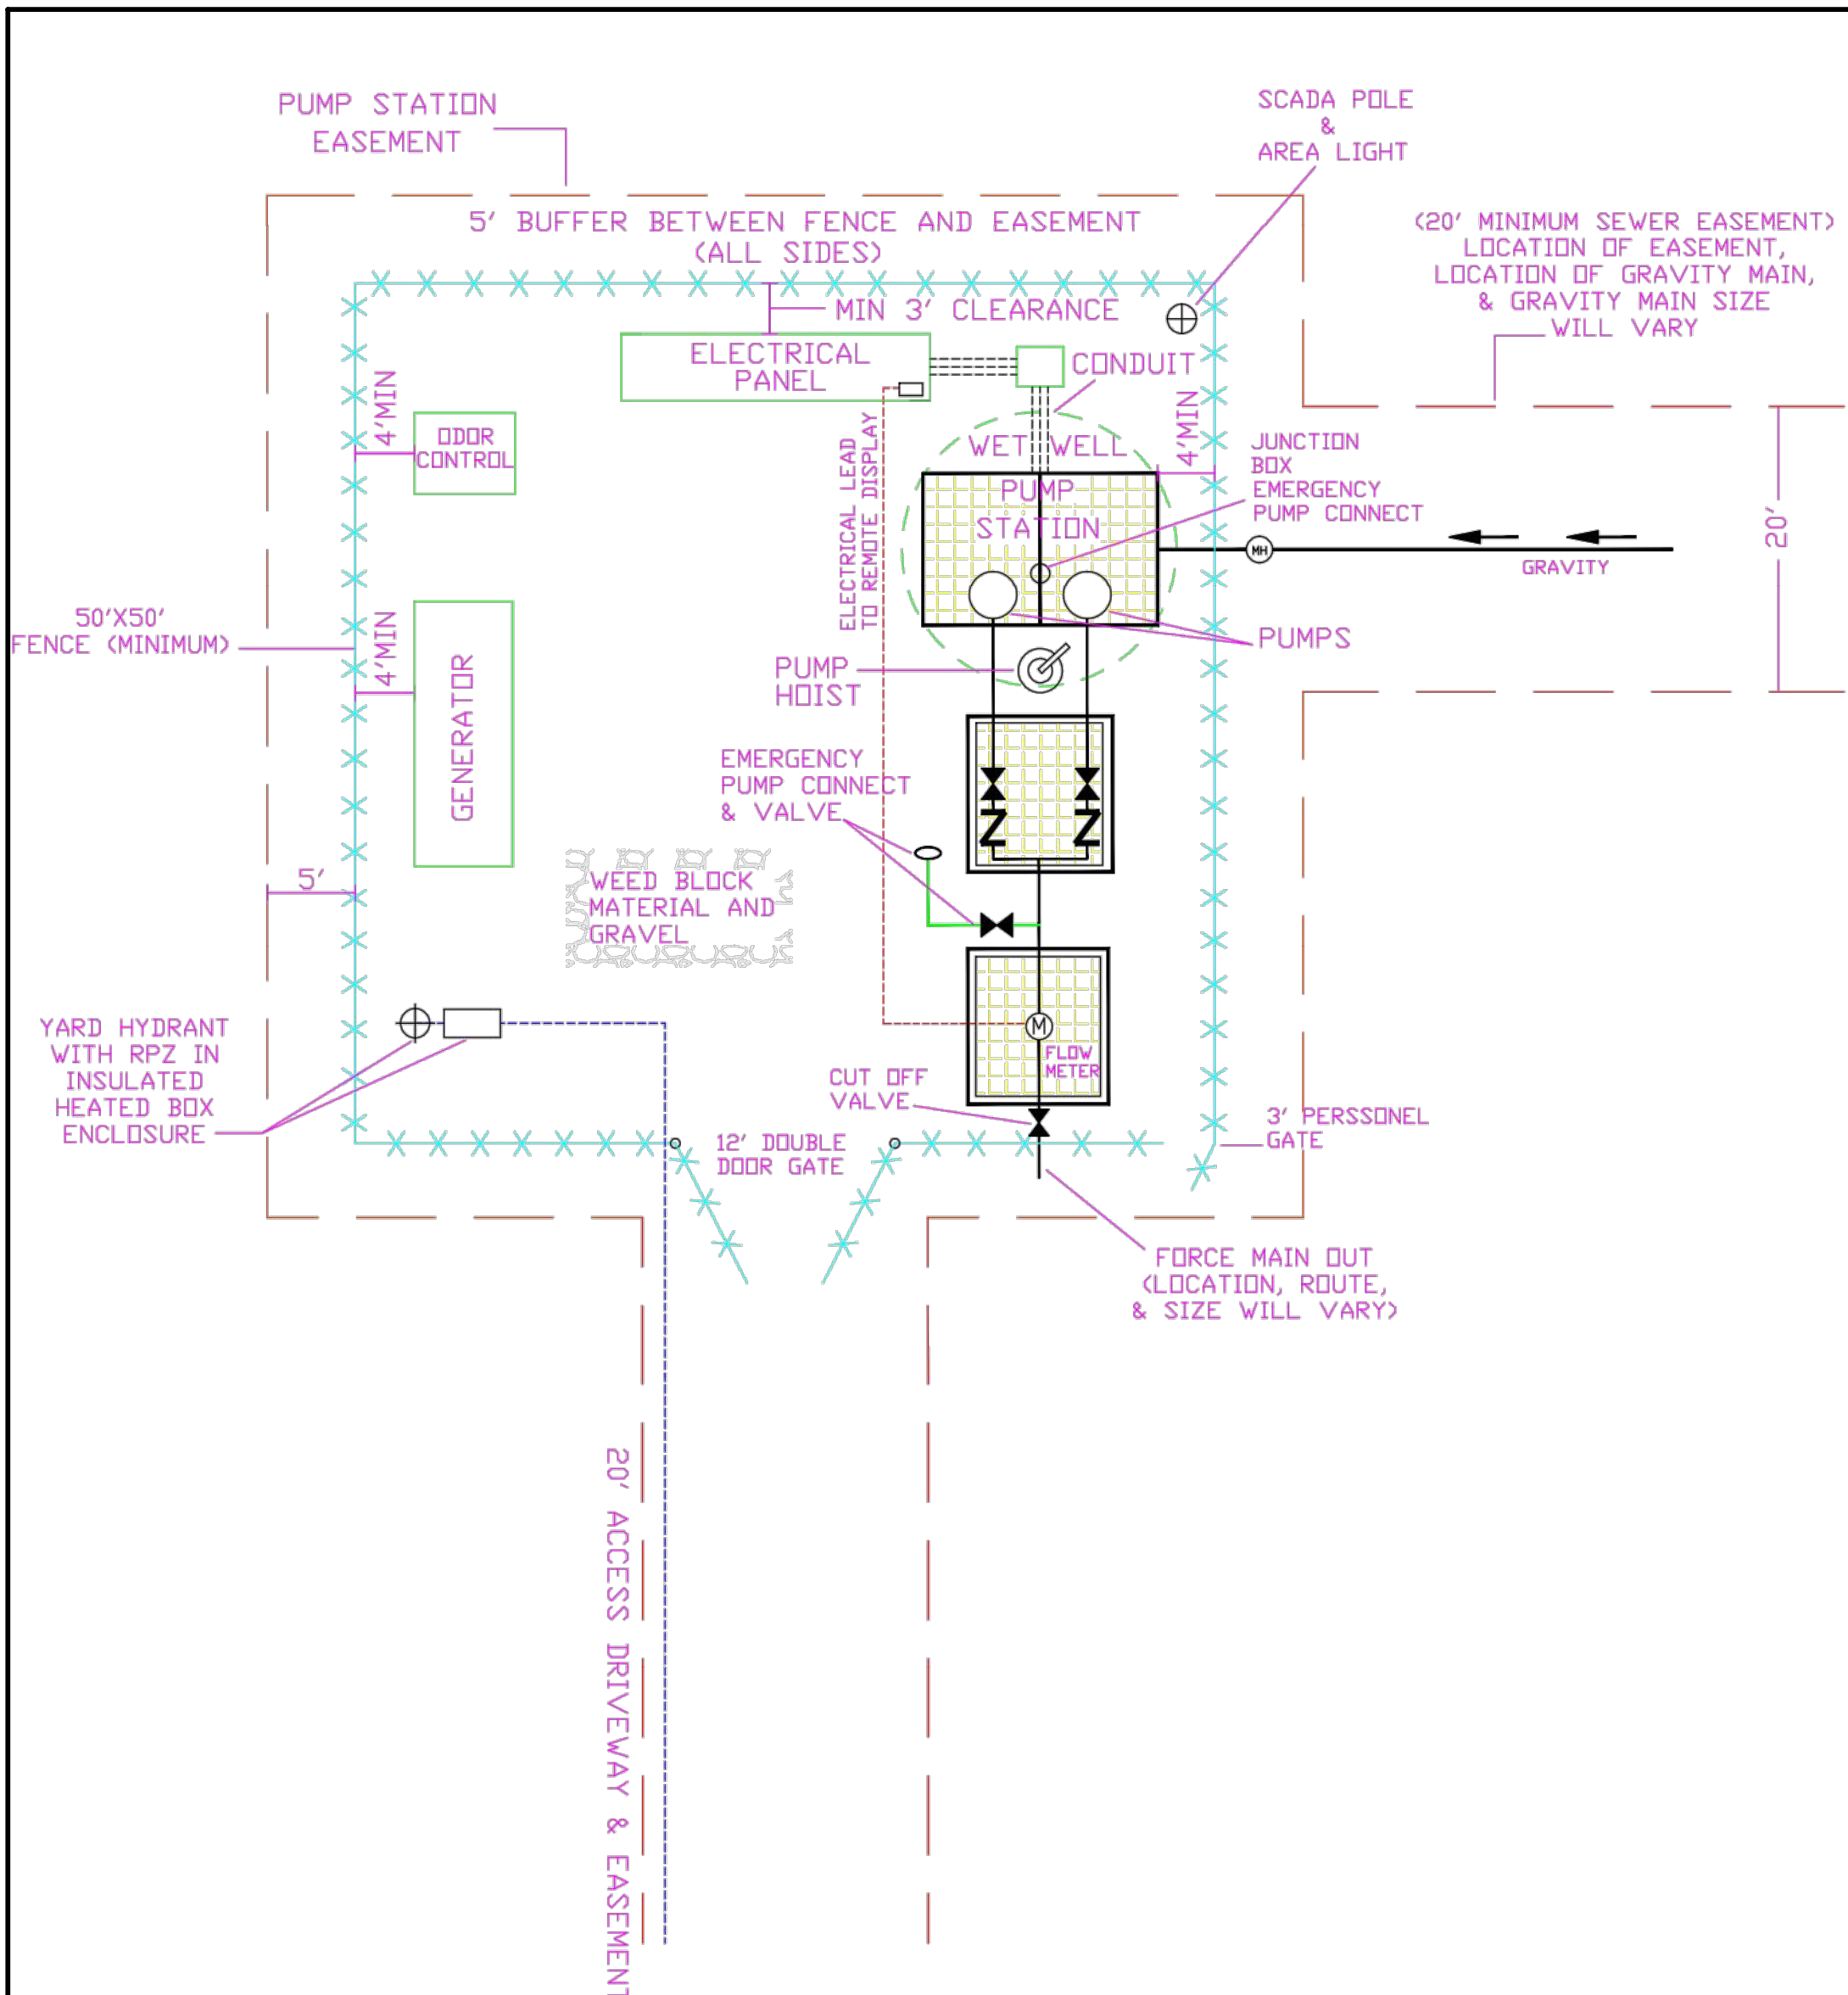 PUMP STATION
EASEMENT
SCADA POLE
&
AREA LIGHT
5' BUFFER BETWEEN FENCE AND EASEMENT
(ALL SIDES)
(20' MINIMUM SEWER EASEMENT)
LOCATION OF EASEMENT,
LOCATION OF GRAVITY MAIN,
& GRAVITY MAIN SIZE
WILL VARY
MIN 3' CLEARANCE
ELECTRICAL
PANEL
CONDUIT
4'MIN
ODOR
CONTROL
ELECTRICAL LEAD
TO REMOTE DISPLAY
WET WELL
4'MIN
JUNCTION
BOX
EMERGENCY
PUMP CONNECT
PUMP
STATION
MH
GRAVITY
20'
50'X50'
FENCE (MINIMUM)
4'MIN
GENERATOR
PUMPS
PUMP
HOIST
EMERGENCY
PUMP CONNECT
& VALVE
5'
WEED BLOCK
MATERIAL AND
GRAVEL
YARD HYDRANT
WITH RPZ IN
INSULATED
HEATED BOX
ENCLOSURE
M
FLOW
METER
CUT OFF
VALVE
12' DOUBLE
DOOR GATE
3' PERSSONEL
GATE
FORCE MAIN OUT
(LOCATION, ROUTE,
& SIZE WILL VARY)
20' ACCESS DRIVEWAY & EASEMENT